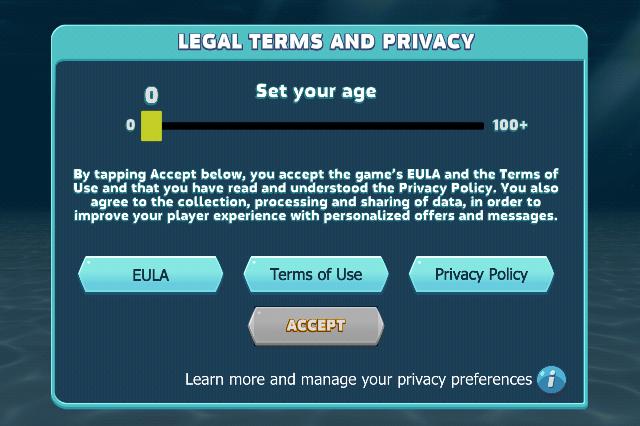 LEGAL TERMS AND PRIVACY
0
Set your age
0
100+
By tapping Accept below, you accept the game's EULA and the Terms of
Use and that you have read and understood the Privacy Policy. You also
agree to the collection, processing and sharing of data, in order to
improve your player experience with personalized offers and messages.
EULA
Terms of Use
Privacy Policy
ACCEPT
Learn more and manage your privacy preferences
i